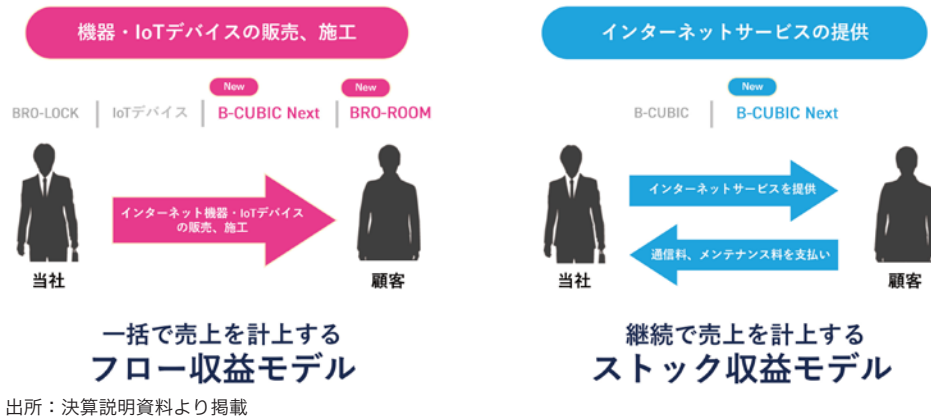 機器・IoTデバイスの販売、施工
New
New
BRO-LOCK
IoTデバイス
B-CUBIC Next
BRO-ROOM
インターネット機器・IoTデバイス
の販売、施工
当社
顧客
一括で売上を計上する
フロー収益モデル
インターネットサービスの提供
New
B-CUBIC
B-CUBIC Next
インターネットサービスを提供
通信料、メンテナンス料を支払い
当社
顧客
継続で売上を計上する
ストック収益モデル
出所：決算説明資料より掲載